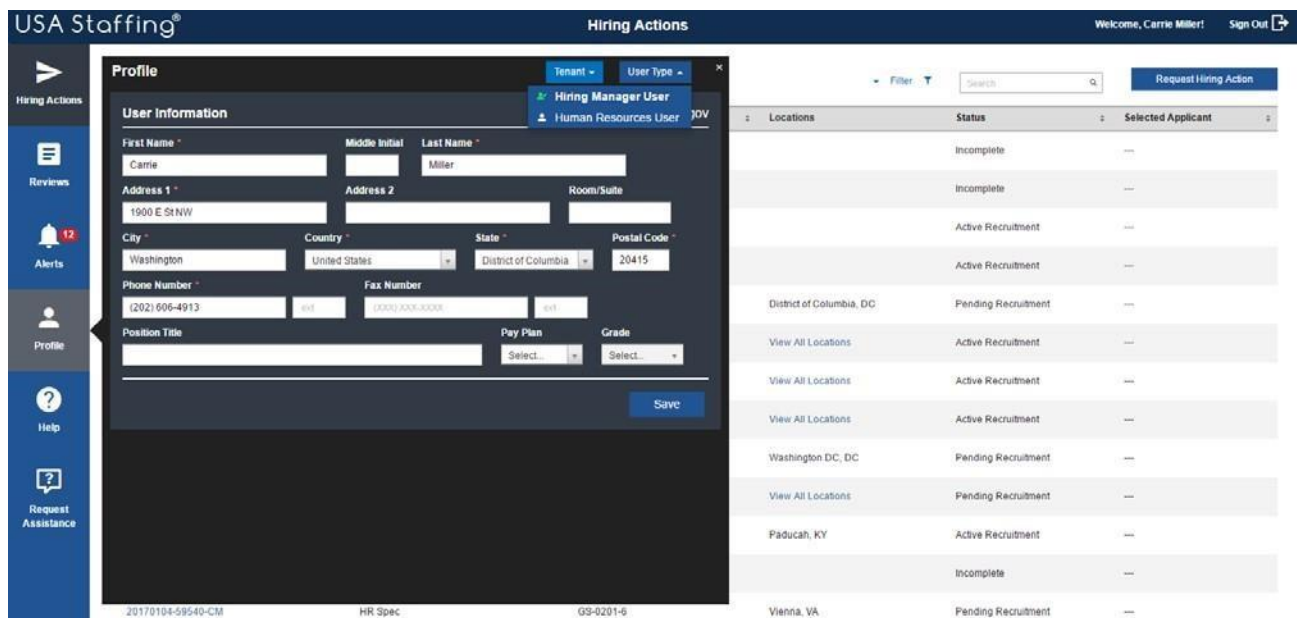 USA Staffing®
Hiring Actions
Welcome, Carrie Miller!
Sign Out
Hiring Actions
Reviews
12
Alerts
Profile
Help
Request
Assistance
Profile
Tenant
User Type
×
Hiring Manager User
Human Resources User
User Information
gov
First Name *
Middle Initial
Last Name *
Carrie
Miller
Address 1 *
Address 2
Room/Suite
1900 E St NW
City *
Country *
State *
Postal Code *
Washington
United States
District of Columbia
20415
Phone Number *
Fax Number
(202) 606-4913
ext
(XXX) XXX-XXXX
ext
Position Title
Pay Plan
Grade
Select...
Select...
Save
Filter
Search
Request Hiring Action
Locations
Status
Selected Applicant
Incomplete
---
Incomplete
---
Active Recruitment
---
Active Recruitment
---
District of Columbia, DC
Pending Recruitment
---
View All Locations
Active Recruitment
---
View All Locations
Active Recruitment
---
View All Locations
Active Recruitment
---
Washington DC, DC
Pending Recruitment
---
View All Locations
Pending Recruitment
---
Paducah, KY
Active Recruitment
---
Incomplete
---
20170104-59540-CM
HR Spec
GS-0201-6
Vienna, VA
Pending Recruitment
---